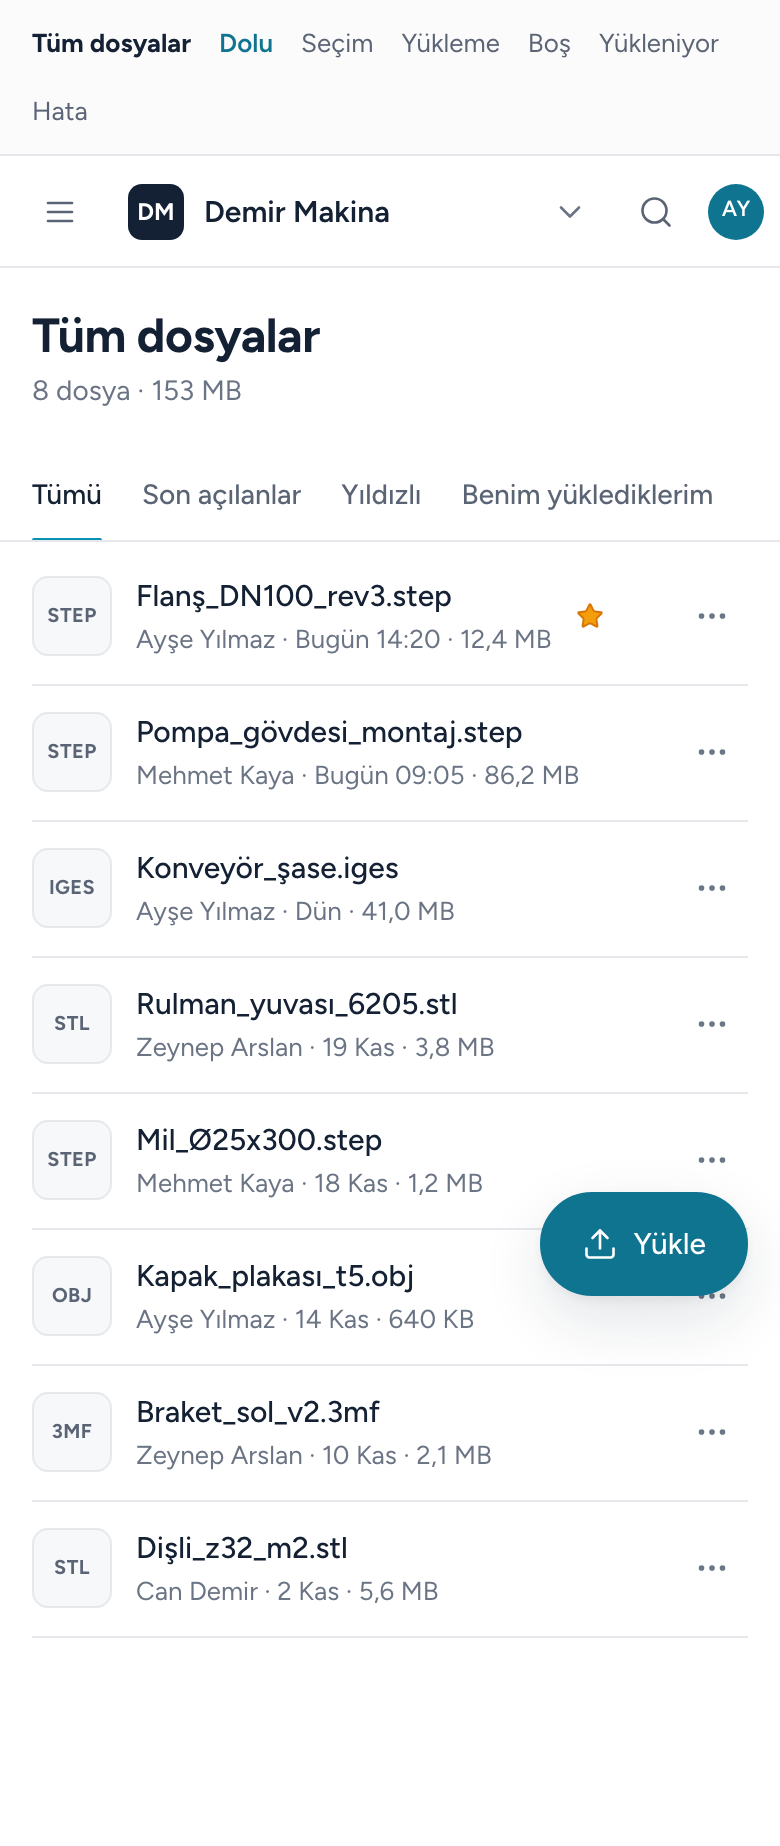 Tüm dosyalar Dolu Seçim Yükleme Boş Yükleniyor
Hata
DM Demir Makina AY
Tüm dosyalar
8 dosya · 153 MB
Tümü Son açılanlar Yıldızlı Benim yüklediklerim
STEP Flanş_DN100_rev3.step
Ayşe Yılmaz · Bugün 14:20 · 12,4 MB
STEP Pompa_gövdesi_montaj.step
Mehmet Kaya · Bugün 09:05 · 86,2 MB
IGES Konveyör_şase.iges
Ayşe Yılmaz · Dün · 41,0 MB
STL Rulman_yuvası_6205.stl
Zeynep Arslan · 19 Kas · 3,8 MB
STEP Mil_Ø25x300.step
Mehmet Kaya · 18 Kas · 1,2 MB
Yükle
OBJ Kapak_plakası_t5.obj
Ayşe Yılmaz · 14 Kas · 640 KB
3MF Braket_sol_v2.3mf
Zeynep Arslan · 10 Kas · 2,1 MB
STL Dişli_z32_m2.stl
Can Demir · 2 Kas · 5,6 MB